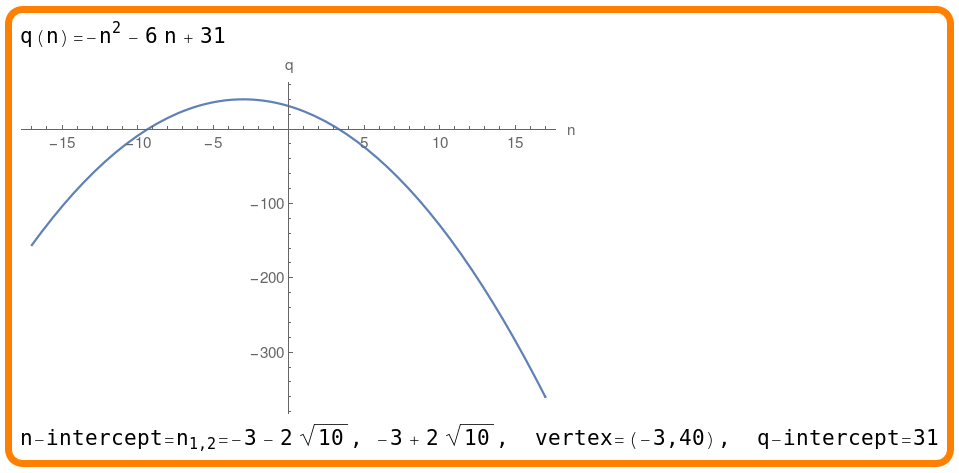 q(n)=-n² - 6 n + 31
q
n
-15 -10 -5 5 10 15
-100
-200
-300
n-intercept=n₁,₂=-3 - 2 √10, -3 + 2 √10, vertex=(-3,40), q-intercept=31